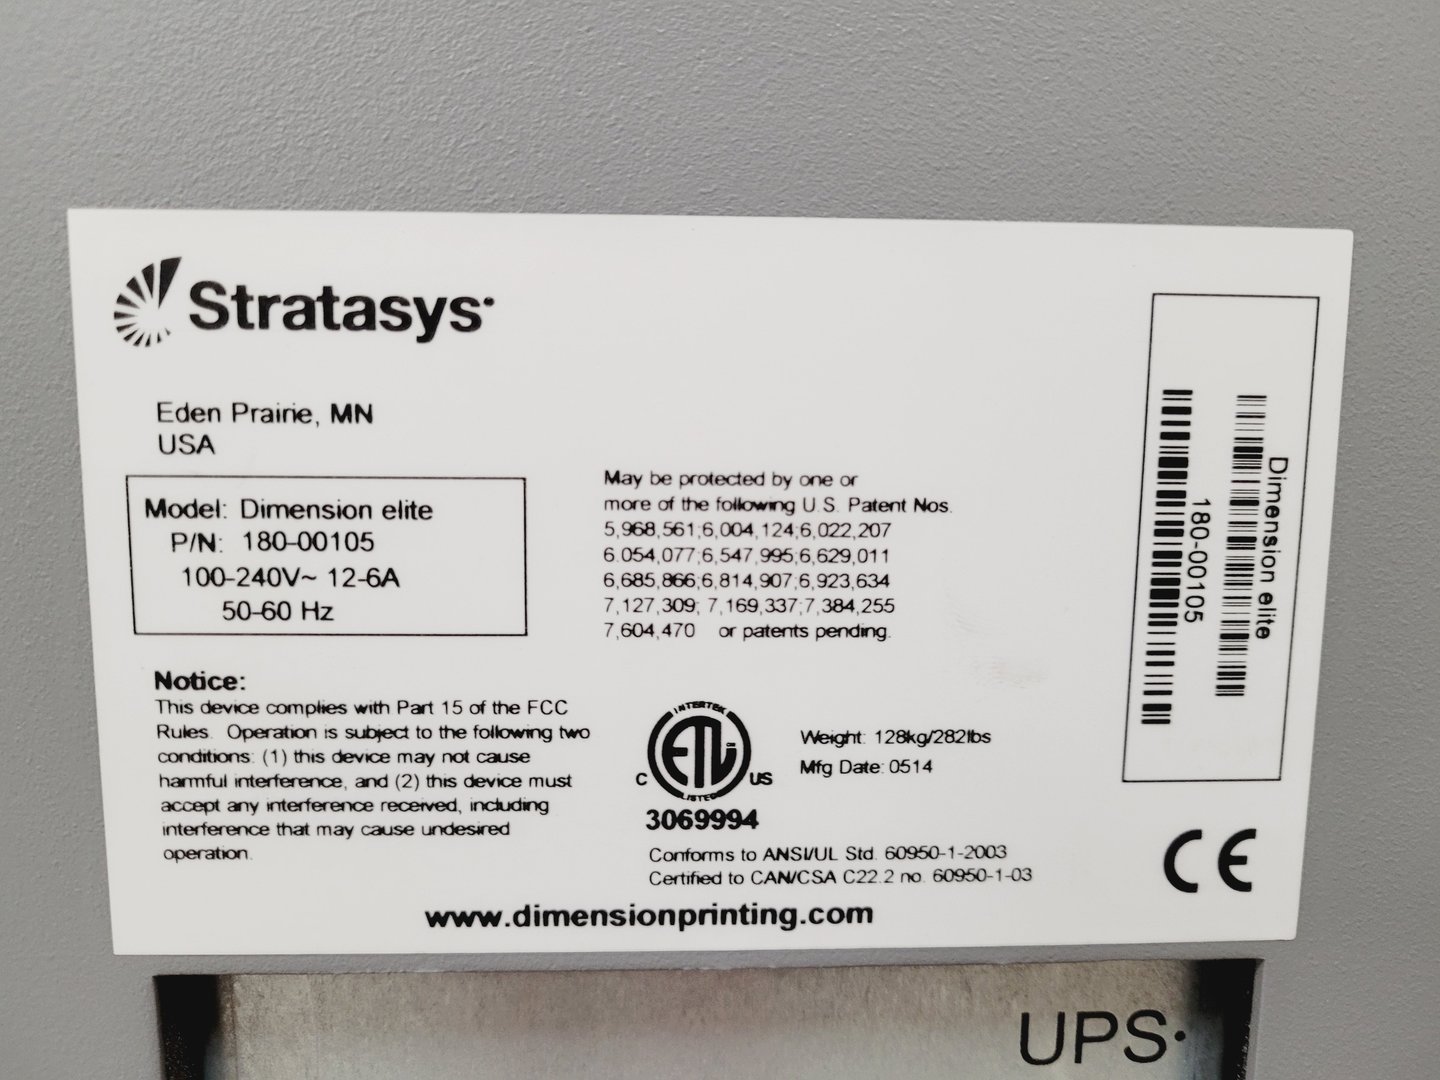 Stratasys
Eden Prairie, MN
USA
Model: Dimension elite
P/N: 180-00105
100-240V~ 12-6A
50-60 Hz
May be protected by one or
more of the following U.S. Patent Nos.
5,968,561;6,004,124;6,022,207
6.054,077;6,547,995;6,629,011
6,685,866;6,814,907;6,923,634
7,127,309; 7,169,337;7,384,255
7,604,470 or patents pending.
Notice:
This device complies with Part 15 of the FCC
Rules. Operation is subject to the following two
conditions: (1) this device may not cause
harmful interference, and (2) this device must
accept any interference received, including
interference that may cause undesired
operation.
INTERTEK
ETL
CM
LISTED
C US
3069994
Weight: 128kg/282lbs
Mfg Date: 0514
Conforms to ANSI/UL Std. 60950-1-2003
Certified to CAN/CSA C22.2 no. 60950-1-03
www.dimensionprinting.com
Dimension elite
180-00105
CE
UPS